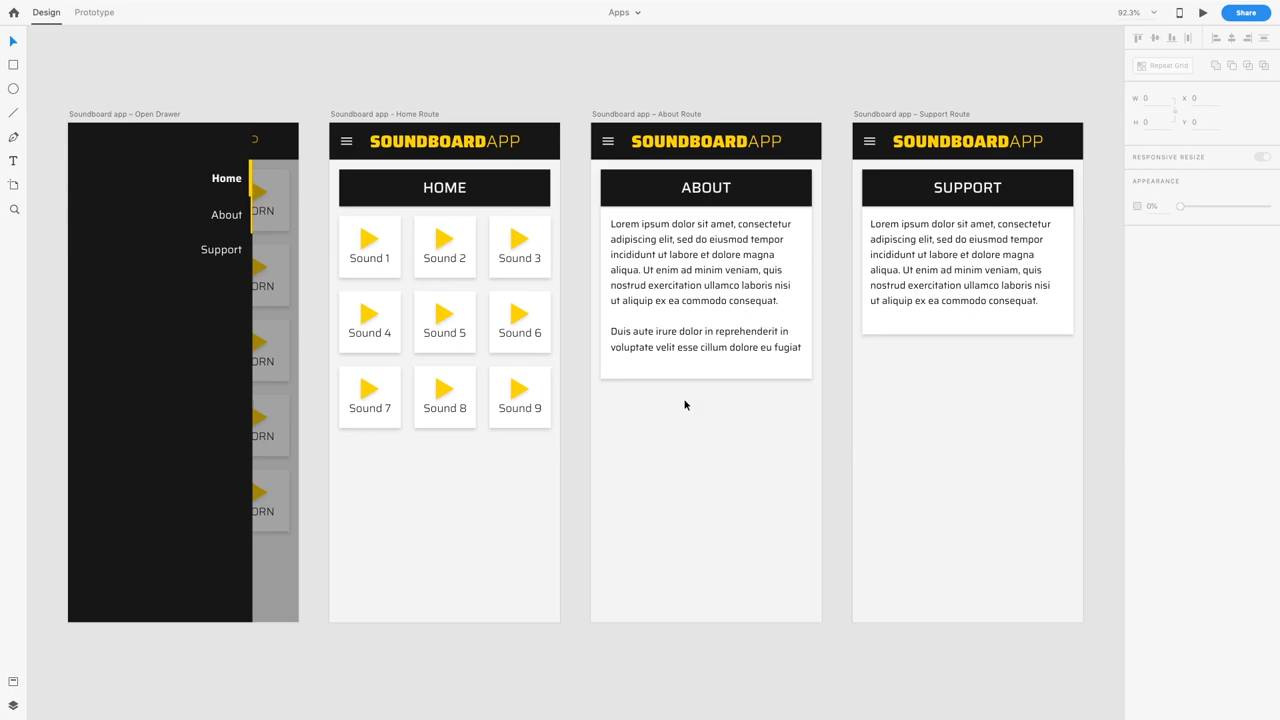 Design
Prototype
Apps
92.3%
Share
Repeat Grid
W 0
X 0
H 0
Y 0
RESPONSIVE RESIZE
APPEARANCE
0%
Soundboard app – Open Drawer
Home
About
Support
ORN
ORN
ORN
ORN
ORN
Soundboard app – Home Route
SOUNDBOARDAPP
HOME
Sound 1
Sound 2
Sound 3
Sound 4
Sound 5
Sound 6
Sound 7
Sound 8
Sound 9
Soundboard app – About Route
SOUNDBOARDAPP
ABOUT
Lorem ipsum dolor sit amet, consectetur
adipiscing elit, sed do eiusmod tempor
incididunt ut labore et dolore magna
aliqua. Ut enim ad minim veniam, quis
nostrud exercitation ullamco laboris nisi
ut aliquip ex ea commodo consequat.
Duis aute irure dolor in reprehenderit in
voluptate velit esse cillum dolore eu fugiat
Soundboard app – Support Route
SOUNDBOARDAPP
SUPPORT
Lorem ipsum dolor sit amet, consectetur
adipiscing elit, sed do eiusmod tempor
incididunt ut labore et dolore magna
aliqua. Ut enim ad minim veniam, quis
nostrud exercitation ullamco laboris nisi
ut aliquip ex ea commodo consequat.